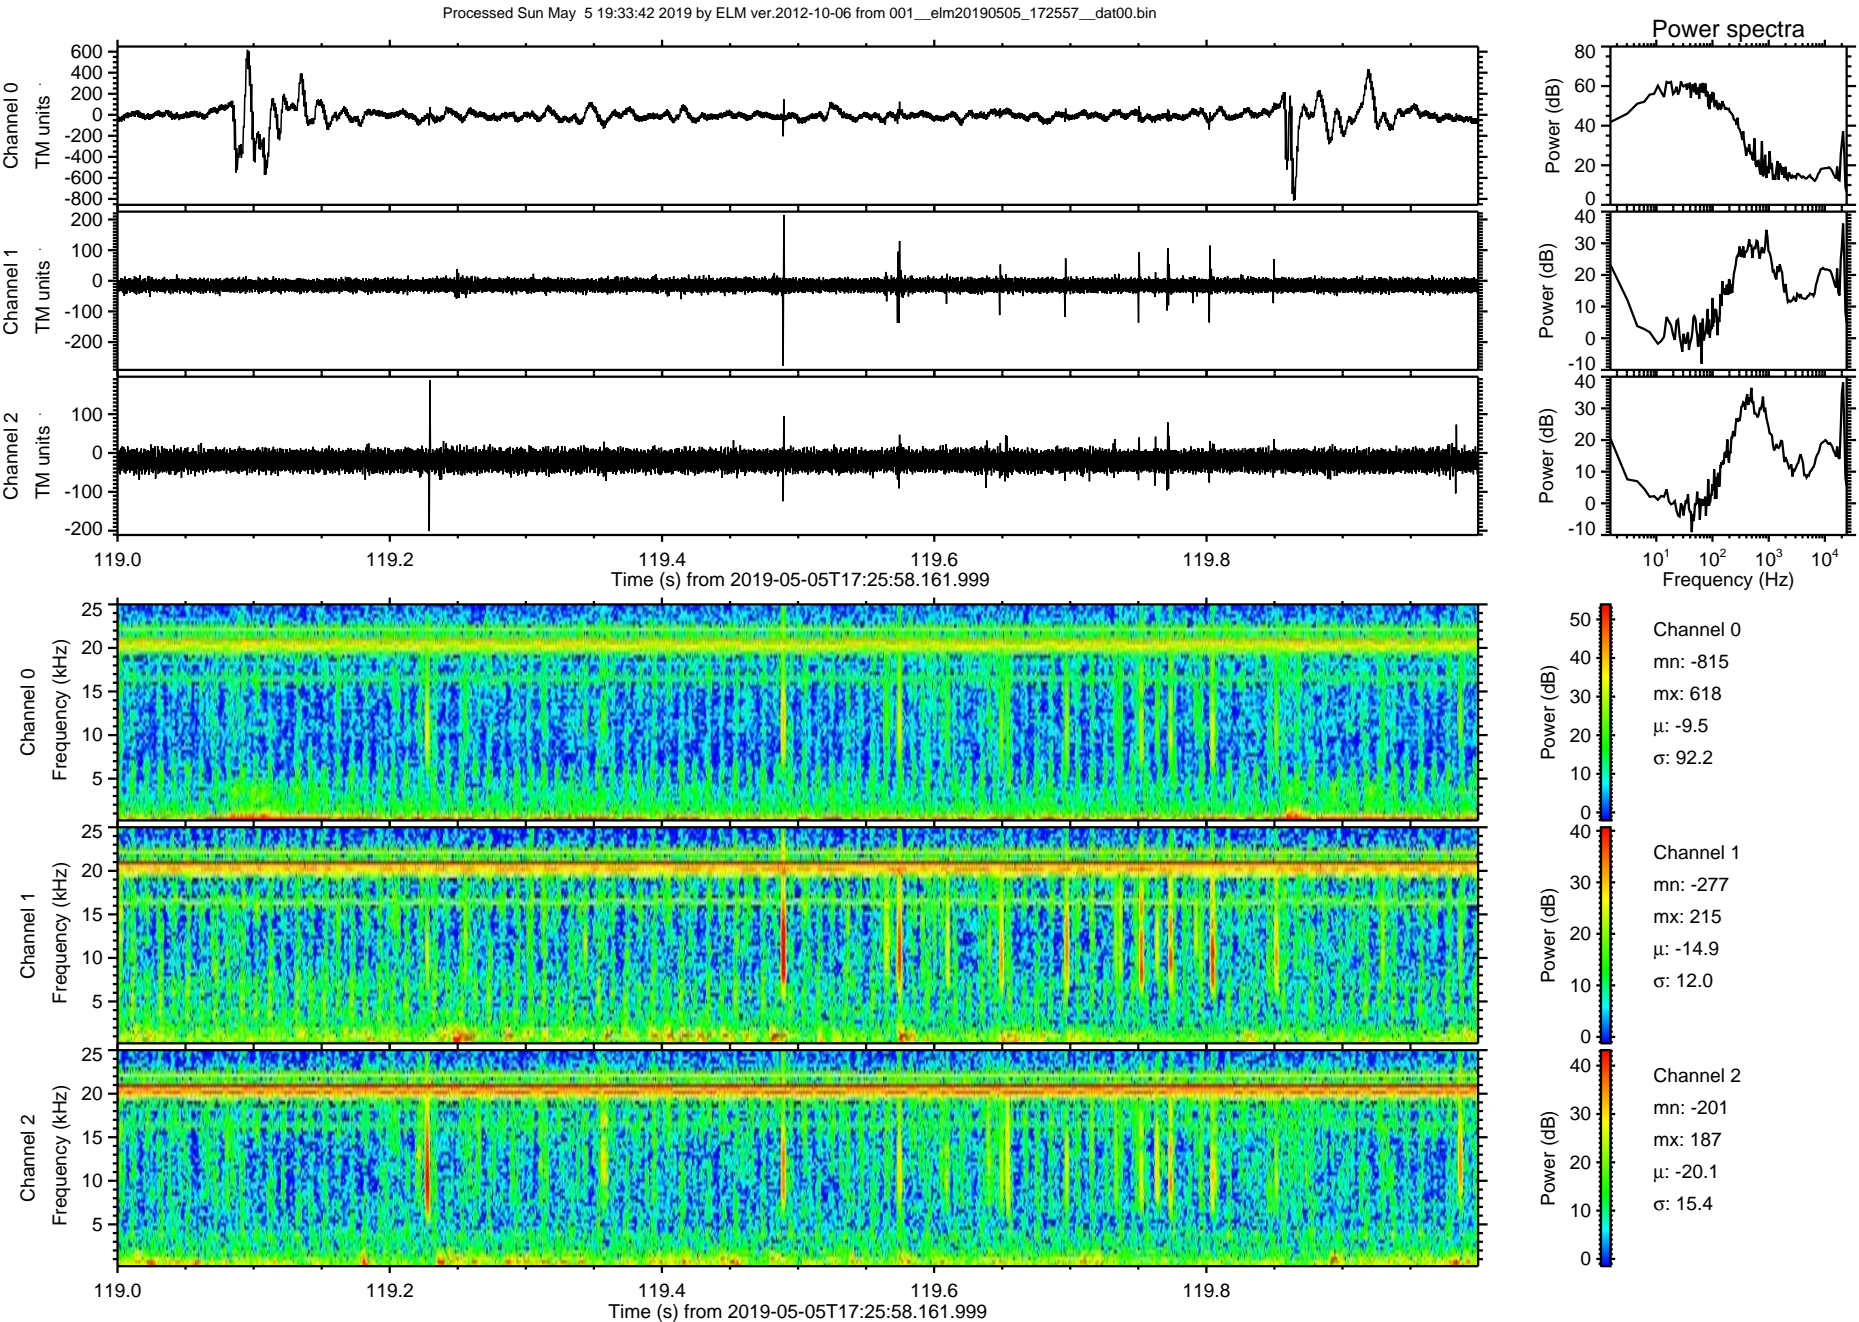 Processed Sun May  5 19:33:42 2019 by ELM ver.2012-10-06 from 001__elm20190505_172557__dat00.bin
Power spectra
Channel 0
TM units
600
400
200
0
-200
-400
-600
-800
Power (dB)
80
60
40
20
0
Channel 1
TM units
200
100
0
-100
-200
Power (dB)
40
30
20
10
0
-10
Channel 2
TM units
100
0
-100
-200
Power (dB)
40
30
20
10
0
-10
119.0 119.2 119.4 119.6 119.8
Time (s) from 2019-05-05T17:25:58.161.999
10¹ 10² 10³ 10⁴
Frequency (Hz)
Channel 0
Frequency (kHz)
25
20
15
10
5
Power (dB)
50
40
30
20
10
0
Channel 0
mn: -815
mx: 618
μ: -9.5
σ: 92.2
Channel 1
Frequency (kHz)
25
20
15
10
5
Power (dB)
40
30
20
10
0
Channel 1
mn: -277
mx: 215
μ: -14.9
σ: 12.0
Channel 2
Frequency (kHz)
25
20
15
10
5
Power (dB)
40
30
20
10
0
Channel 2
mn: -201
mx: 187
μ: -20.1
σ: 15.4
119.0 119.2 119.4 119.6 119.8
Time (s) from 2019-05-05T17:25:58.161.999